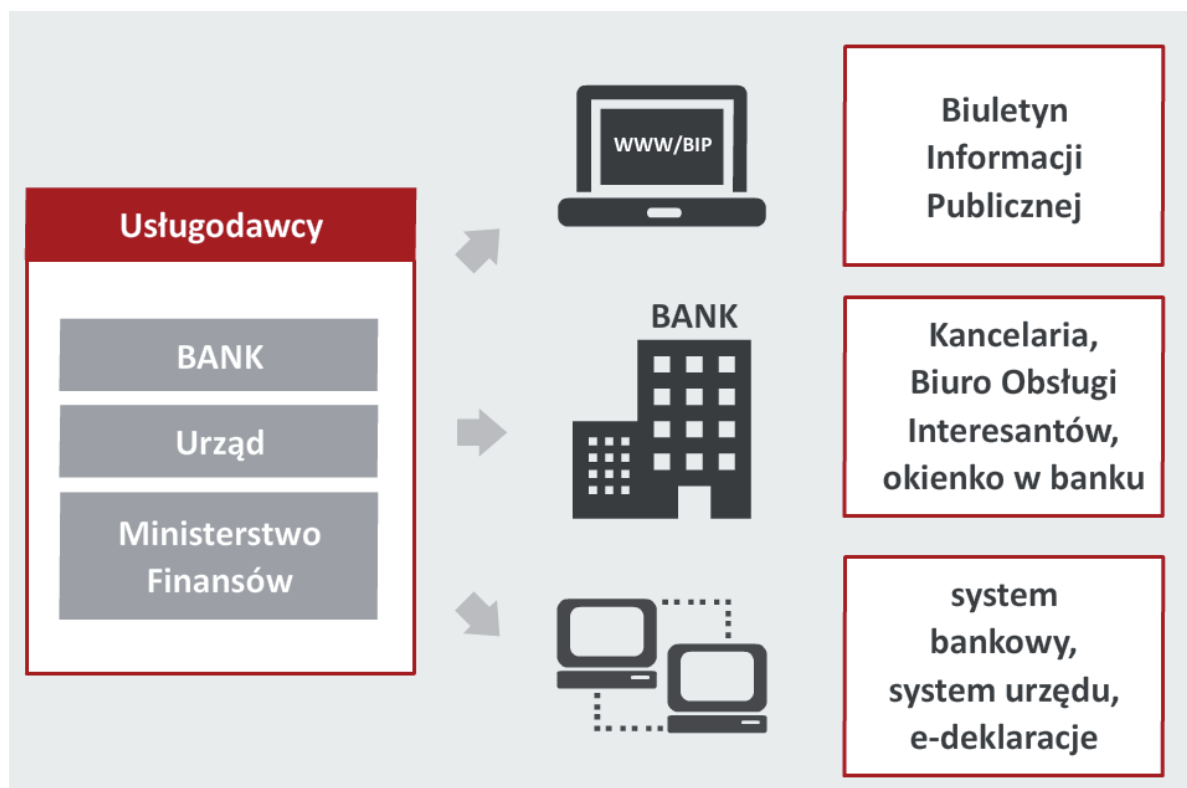 Usługodawcy
BANK
Urząd
Ministerstwo
Finansów
WWW/BIP
BANK
Biuletyn
Informacji
Publicznej
Kancelaria,
Biuro Obsługi
Interesantów,
okienko w banku
system
bankowy,
system urzędu,
e-deklaracje